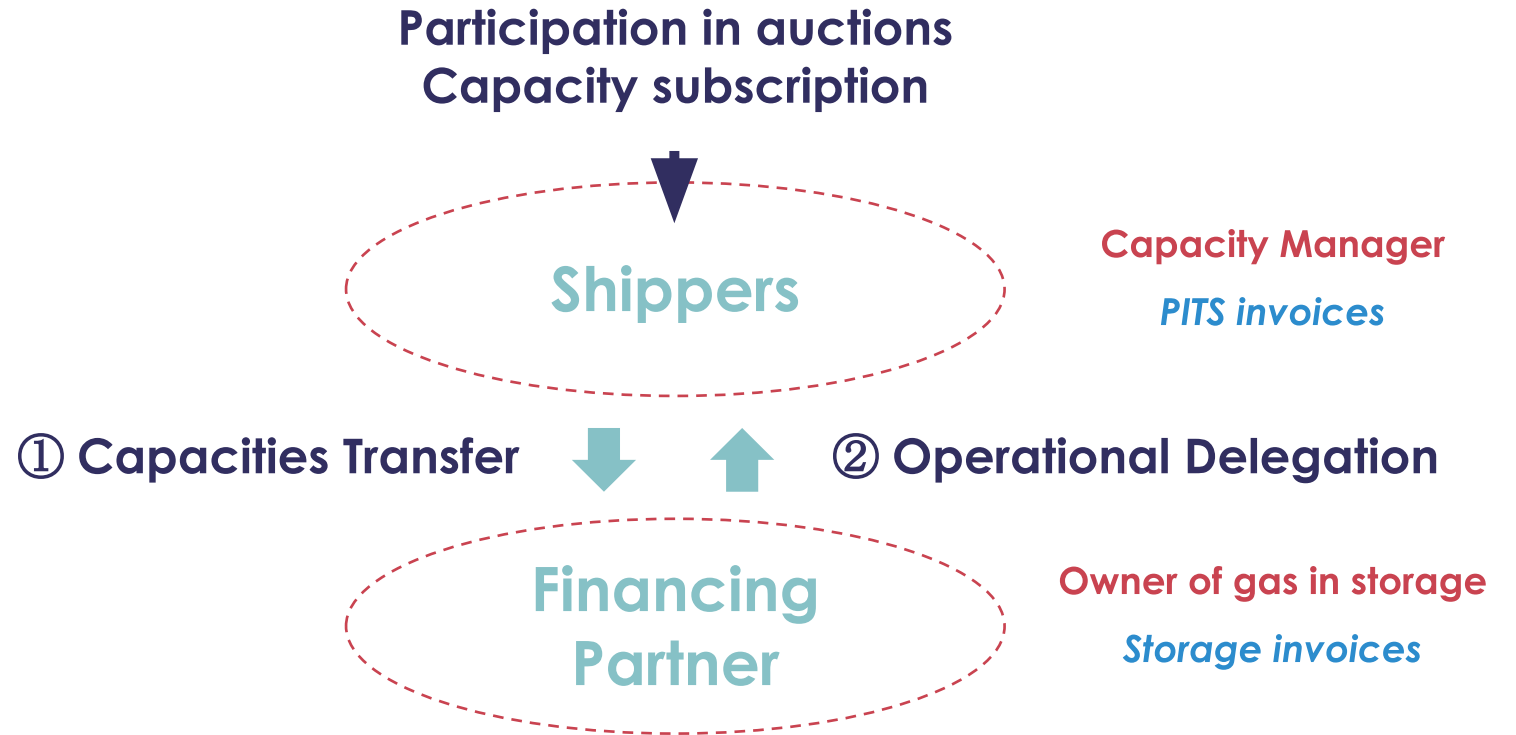 Participation in auctions
Capacity subscription
Shippers
Capacity Manager
PITS invoices
① Capacities Transfer
② Operational Delegation
Financing
Partner
Owner of gas in storage
Storage invoices